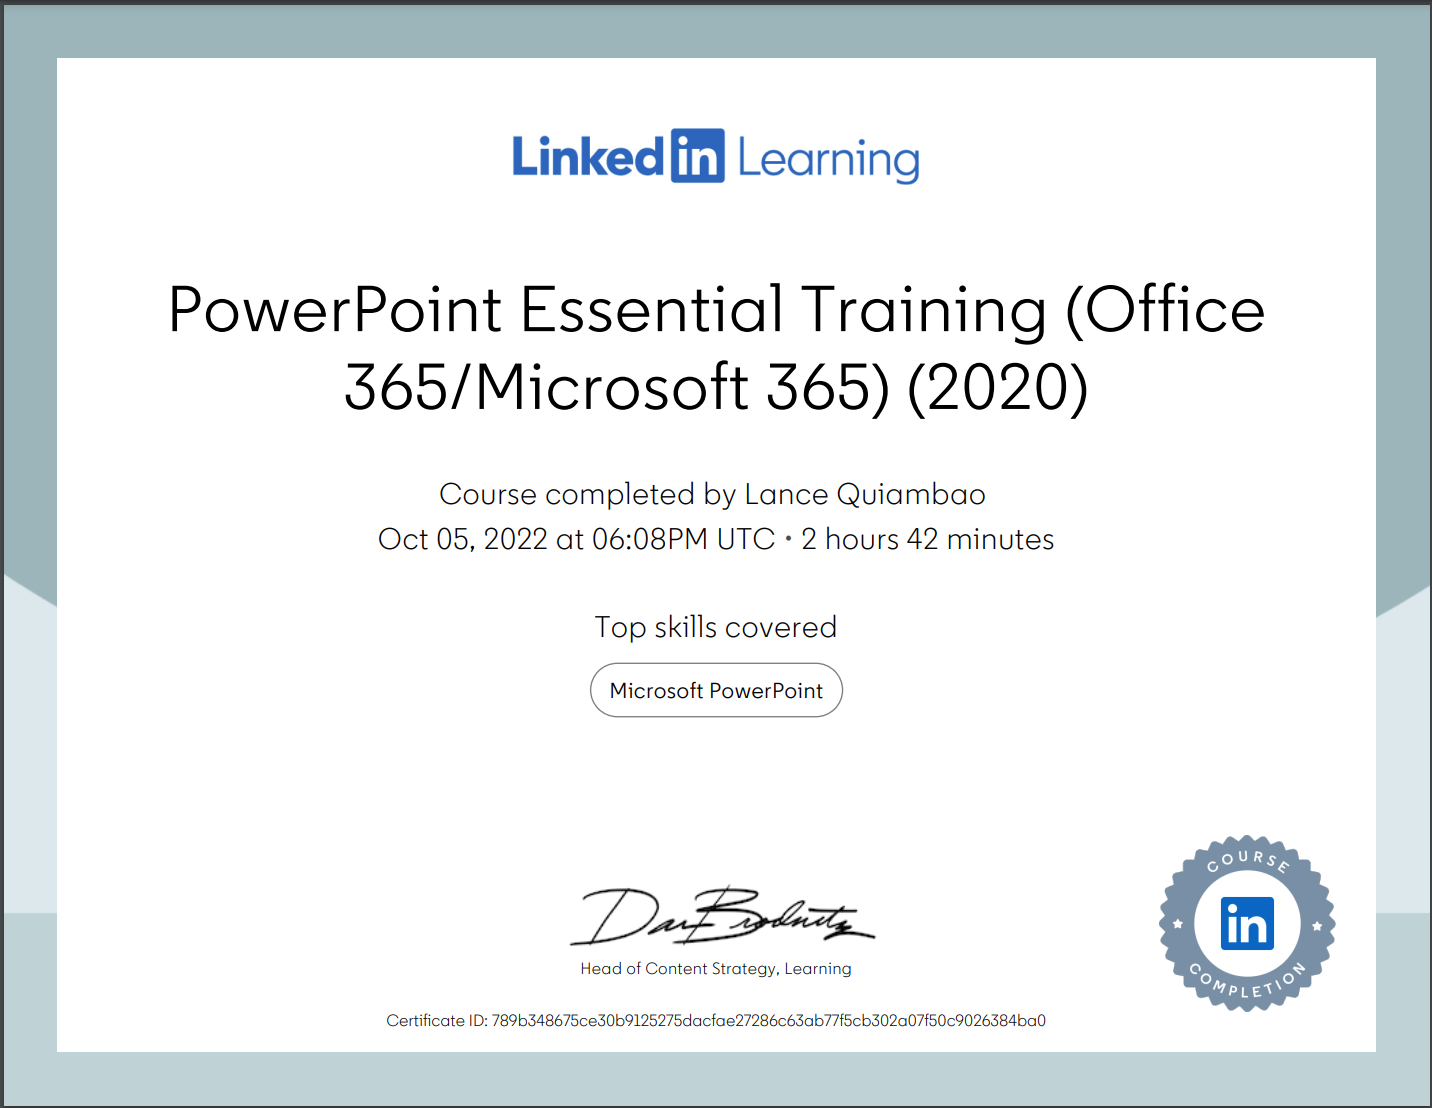 Linked in Learning
PowerPoint Essential Training (Office
365/Microsoft 365) (2020)
Course completed by Lance Quiambao
Oct 05, 2022 at 06:08PM UTC • 2 hours 42 minutes
Top skills covered
Microsoft PowerPoint
Dan Brodnitz
Head of Content Strategy, Learning
COURSE
in
COMPLETION
Certificate ID: 789b348675ce30b9125275dacfae27286c63ab77f5cb302a07f50c9026384ba0